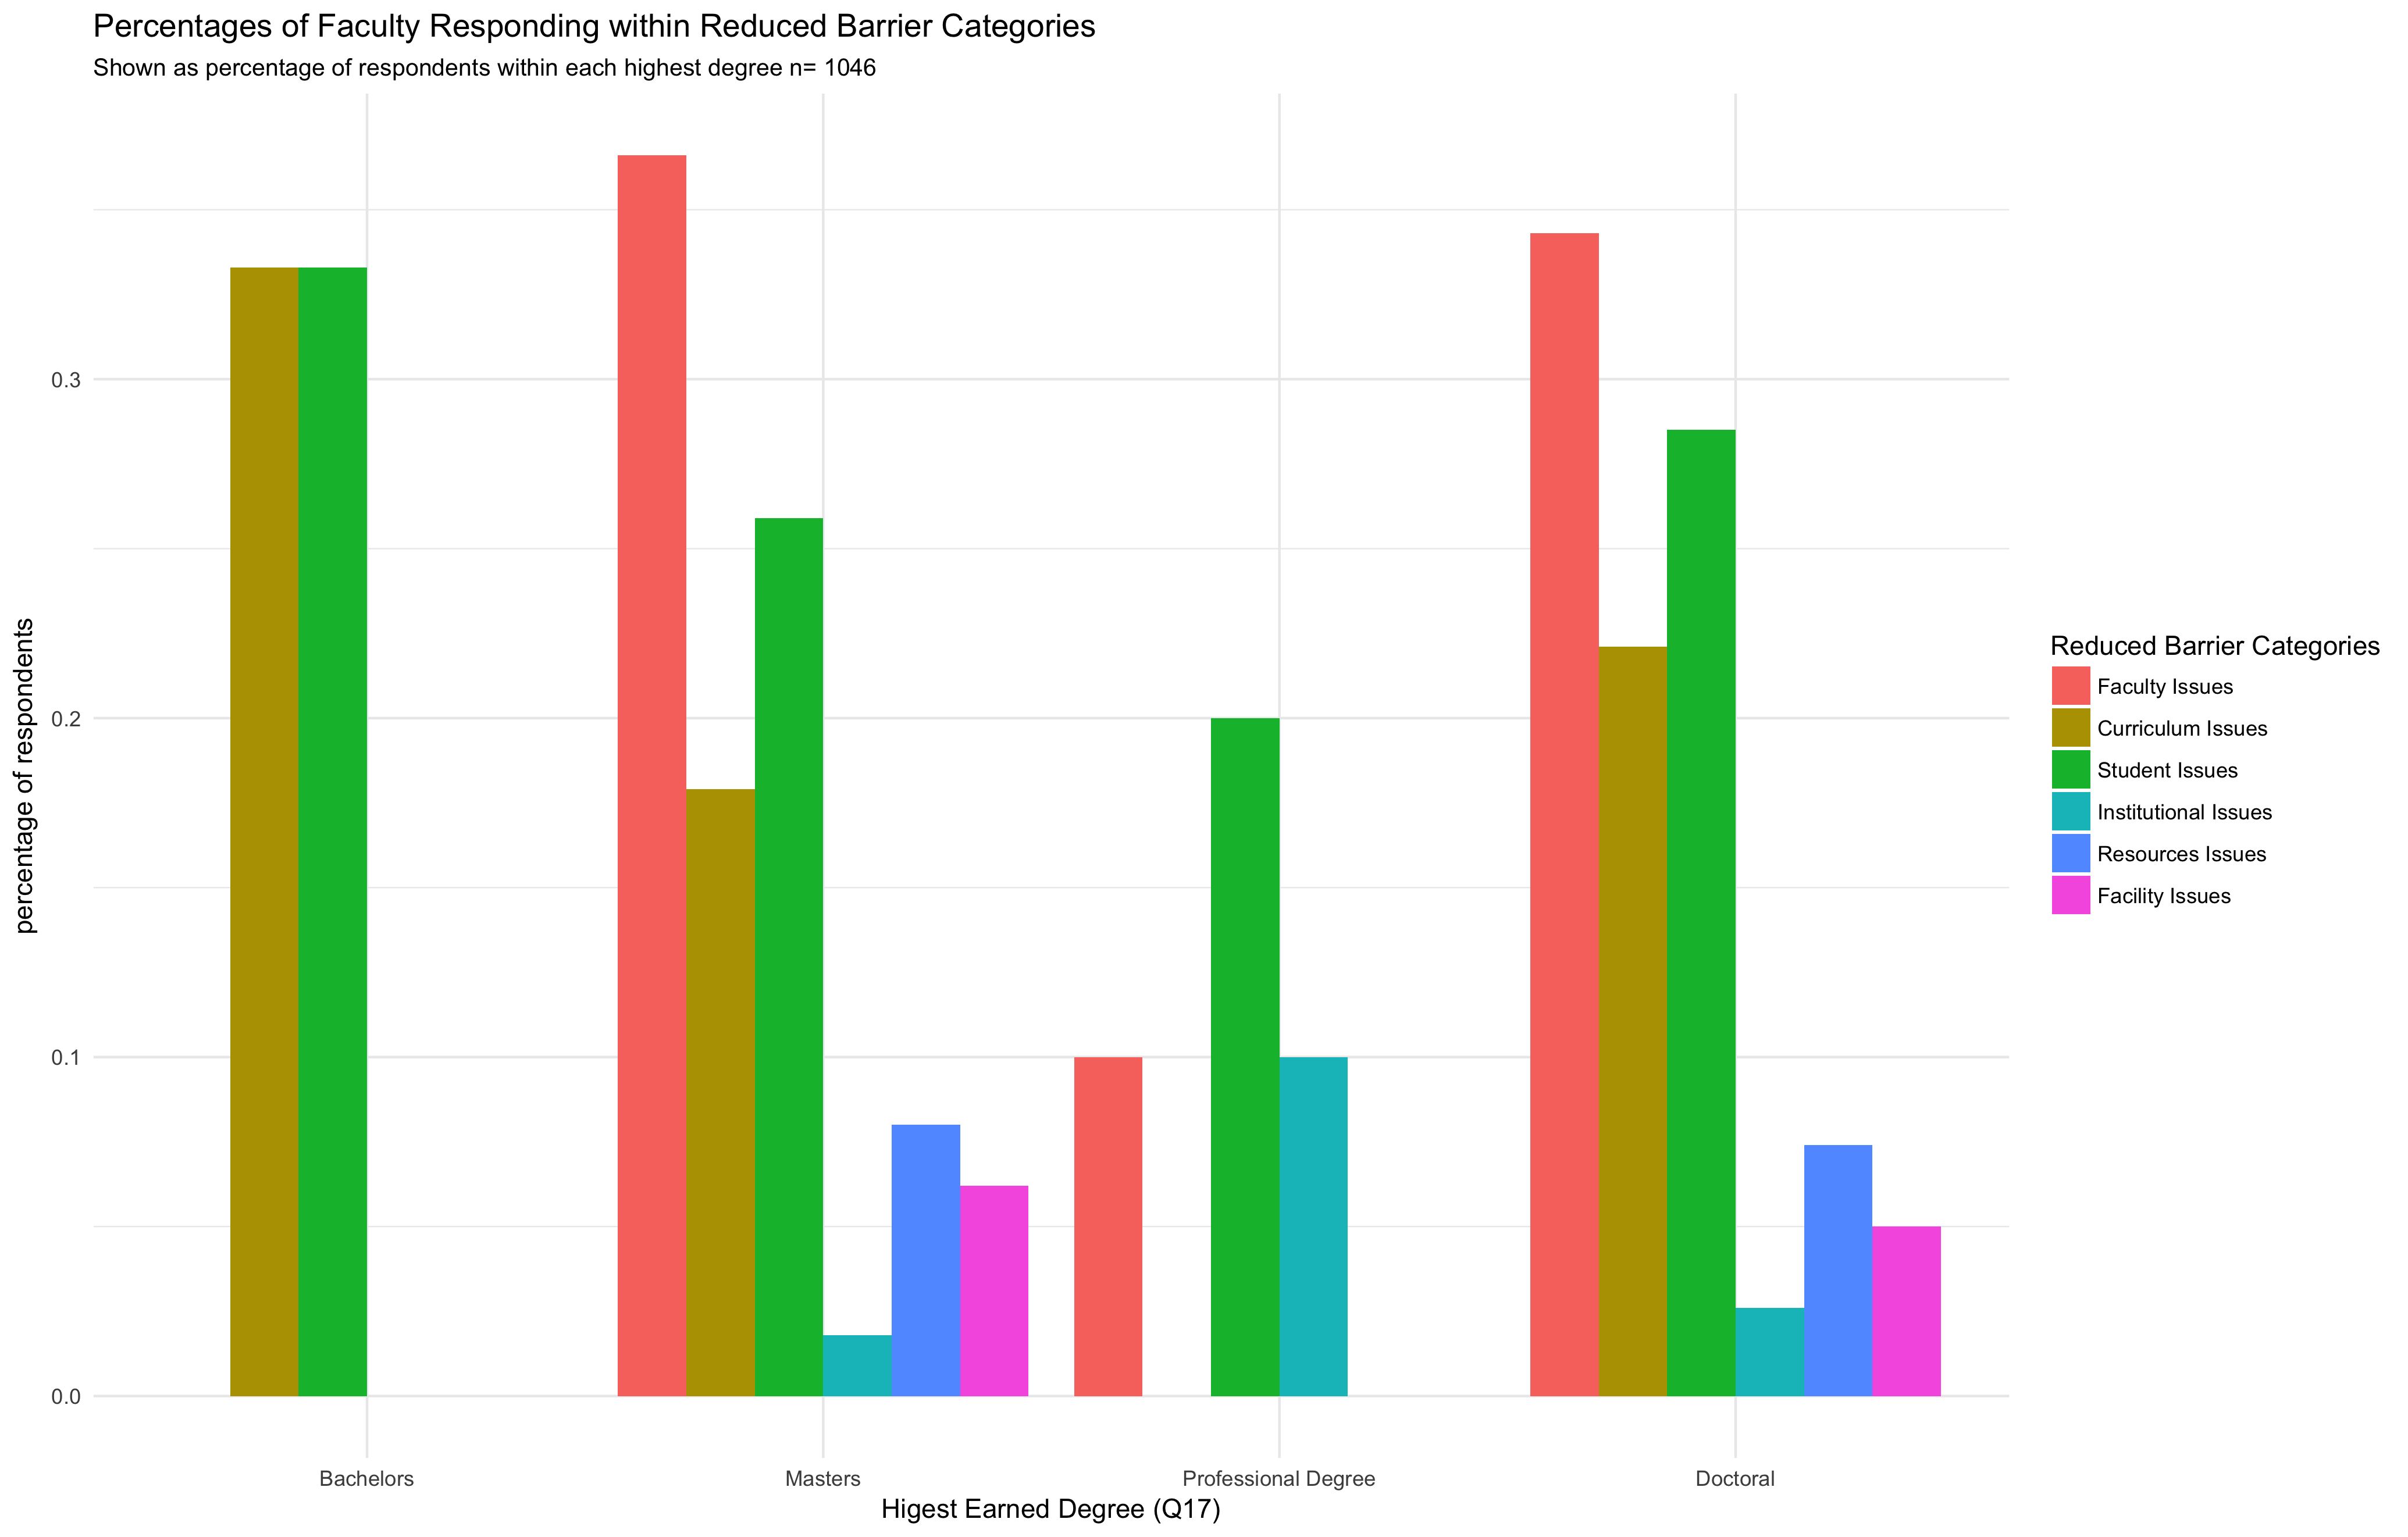 Percentages of Faculty Responding within Reduced Barrier Categories
Shown as percentage of respondents within each highest degree n= 1046
percentage of respondents
0.3
0.2
0.1
0.0
Bachelors
Masters
Professional Degree
Doctoral
Higest Earned Degree (Q17)
Reduced Barrier Categories
Faculty Issues
Curriculum Issues
Student Issues
Institutional Issues
Resources Issues
Facility Issues